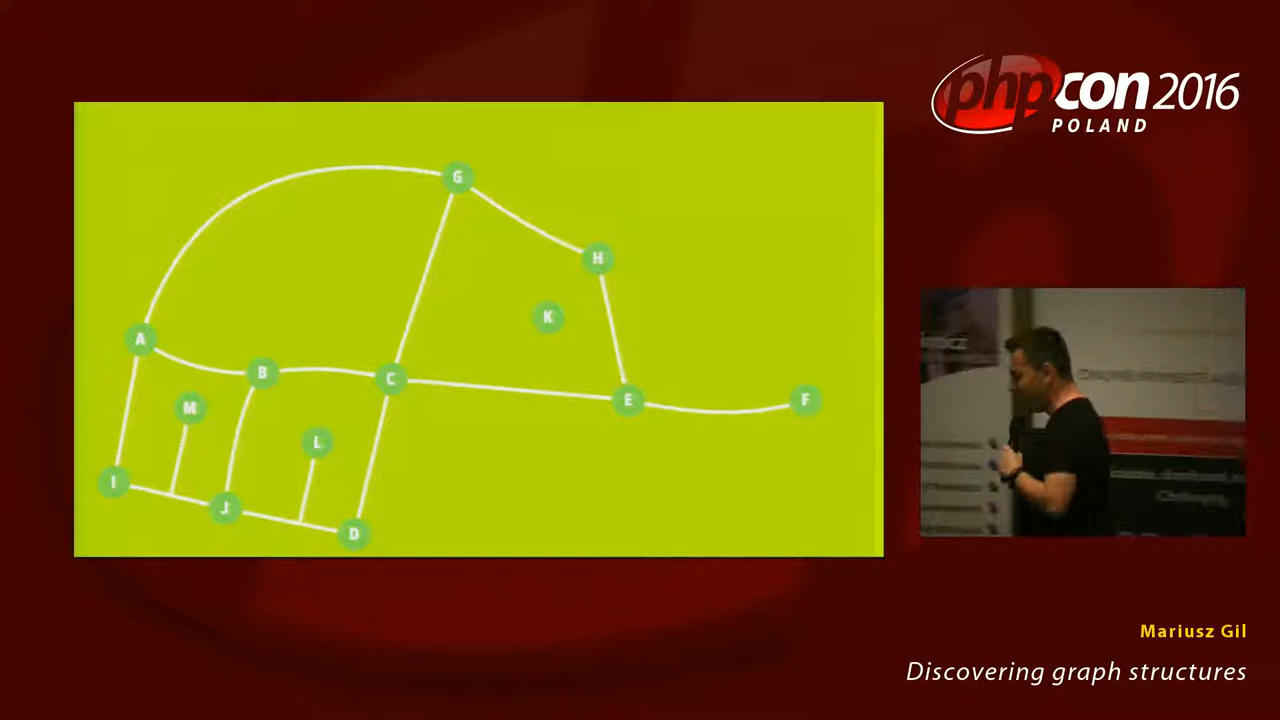 phpcon 2016
POLAND
G
H
K
A
B
C
E
F
M
L
I
J
D
Mariusz Gil
Discovering graph structures